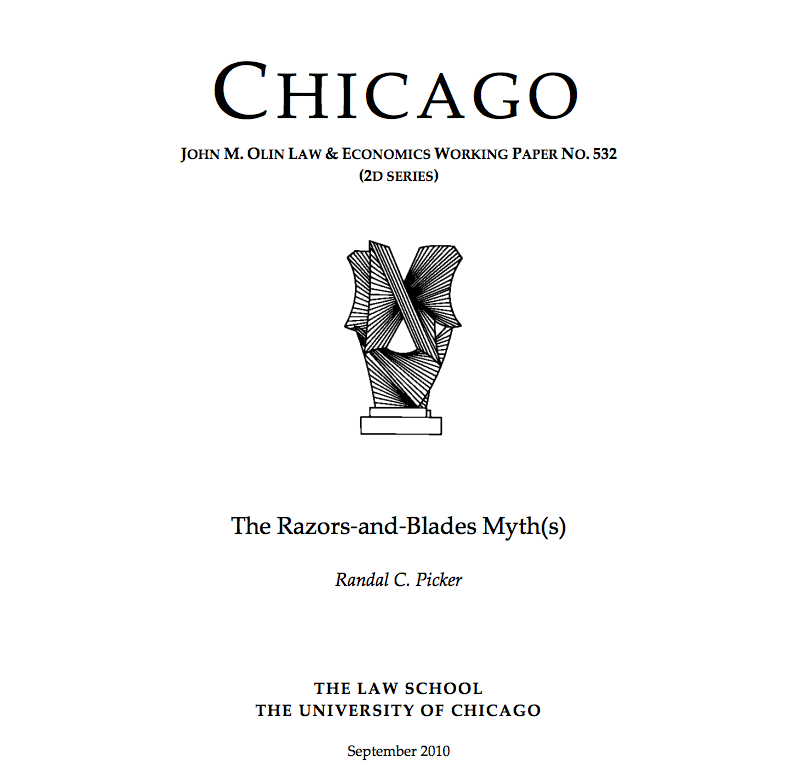 CHICAGO
JOHN M. OLIN LAW & ECONOMICS WORKING PAPER NO. 532
(2D SERIES)
The Razors-and-Blades Myth(s)
Randal C. Picker
THE LAW SCHOOL
THE UNIVERSITY OF CHICAGO
September 2010